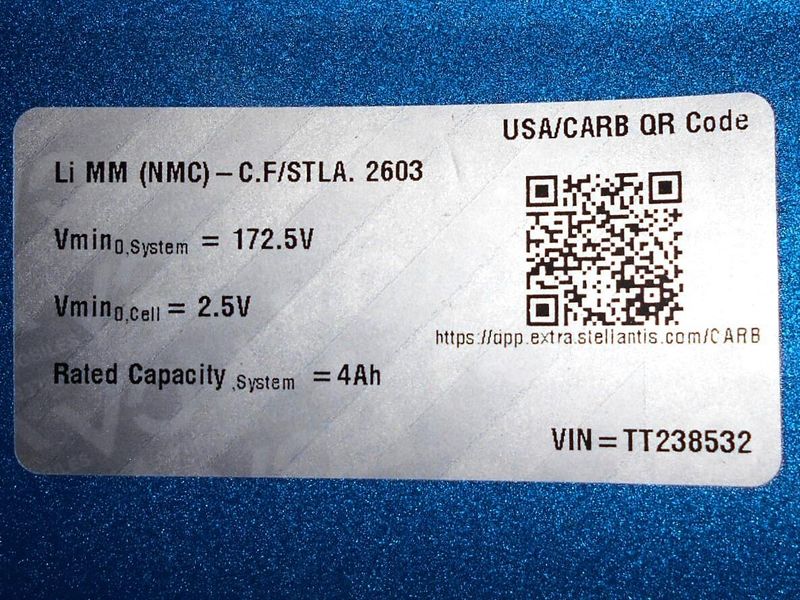 USA/CARB QR Code
Li MM (NMC) – C.F/STLA. 2603
Vmin0,System = 172.5V
Vmin0,Cell = 2.5V
https://app.extra.stellantis.com/CARB
Rated Capacity ,System = 4Ah
VIN = TT238532